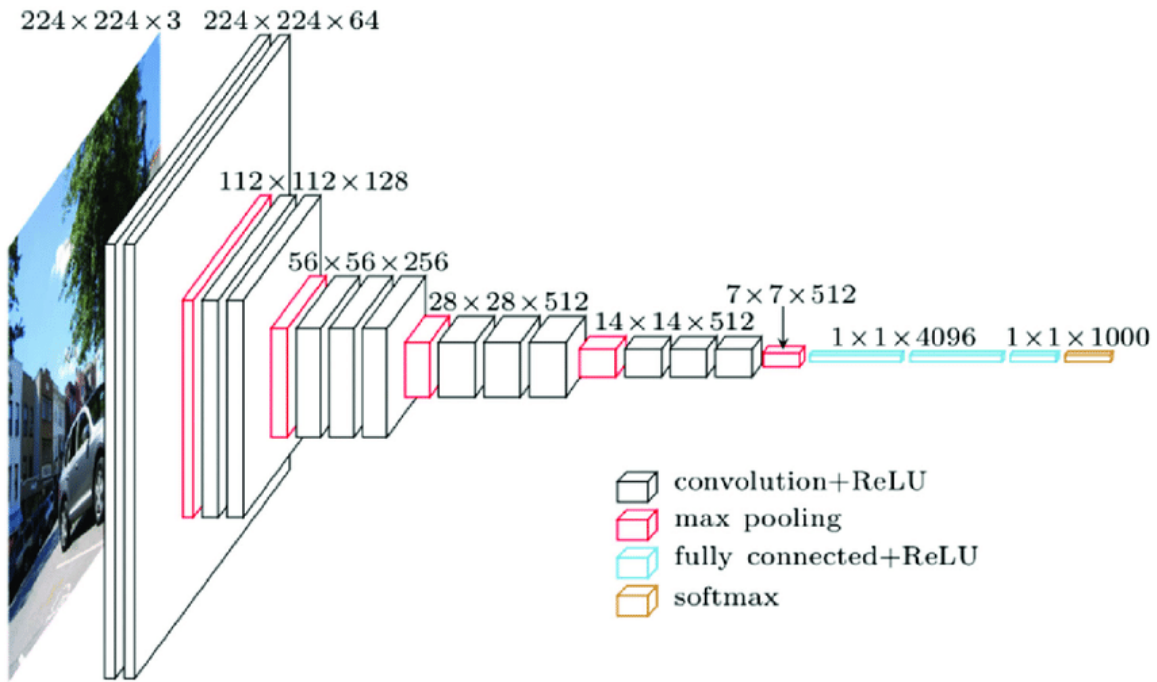 224 × 224 × 3
224 × 224 × 64
112 × 112 × 128
56 × 56 × 256
28 × 28 × 512
14 × 14 × 512
7 × 7 × 512
1 × 1 × 4096
1 × 1 × 1000
convolution+ReLU
max pooling
fully connected+ReLU
softmax